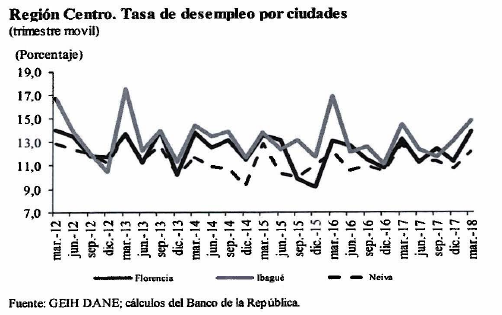 Región Centro. Tasa de desempleo por ciudades
(trimestre movil)
(Porcentaje)
19,0
17,0
15,0
13,0
11,0
9,0
7,0
mar.-12
jun.-12
sep.-12
dic.-12
mar.-13
jun.-13
sep.-13
dic.-13
mar.-14
jun.-14
sep.-14
dic.-14
mar.-15
jun.-15
sep.-15
dic.-15
mar.-16
jun.-16
sep.-16
dic.-16
mar.-17
jun.-17
sep.-17
dic.-17
mar.-18
Florencia Ibagué Neiva
Fuente: GEIH DANE; cálculos del Banco de la República.